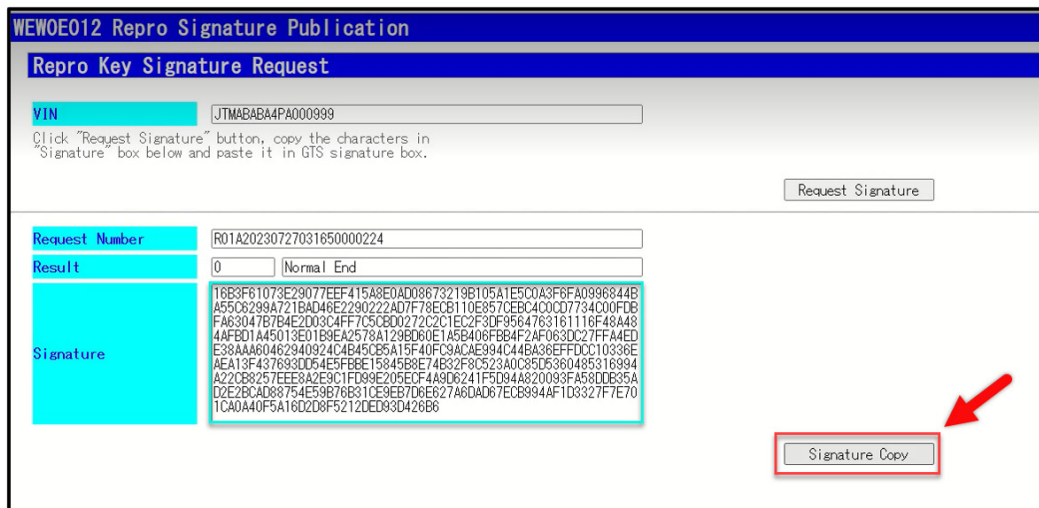 WEWOE012 Repro Signature Publication
Repro Key Signature Request
VIN JTMABABA4PA000999
Click "Request Signature" button, copy the characters in
"Signature" box below and paste it in GTS signature box.
Request Signature
Request Number R01A20230727031650000224
Result 0 Normal End
Signature
16B3F61073E29077EEF415A8E0AD08673219B105A1E5C0A3F6FA0996844B
A55C6299A721BAD46E2290222AD7F78ECB110E857CEBC4C0CD7734C00FDB
FA63047B7B4E2D03C4FF7C5CBD0272C2C1EC2F3DF9564763161116F48A48
4AFBD1A45013E01B9EA2578A129BD60E1A5B406FBB4F2AF063DC27FFA4ED
E38AAA60462940924C4B45CB5A15F40FC9ACAE994C44BA36EFFDCC10336E
AEA13F437693DD54E5FBBE15845B8E74B32F8C523A0C85D5360485316994
A22CB8257EEE8A2E9C1FD99E205ECF4A9D6241F5D94A820093FA58DDB35A
D2E2BCAD88754E59B76B31CE9EB7D6E627A6DAD67ECB994AF1D3327F7E70
1CA0A40F5A16D2D8F5212DED93D426B6
Signature Copy